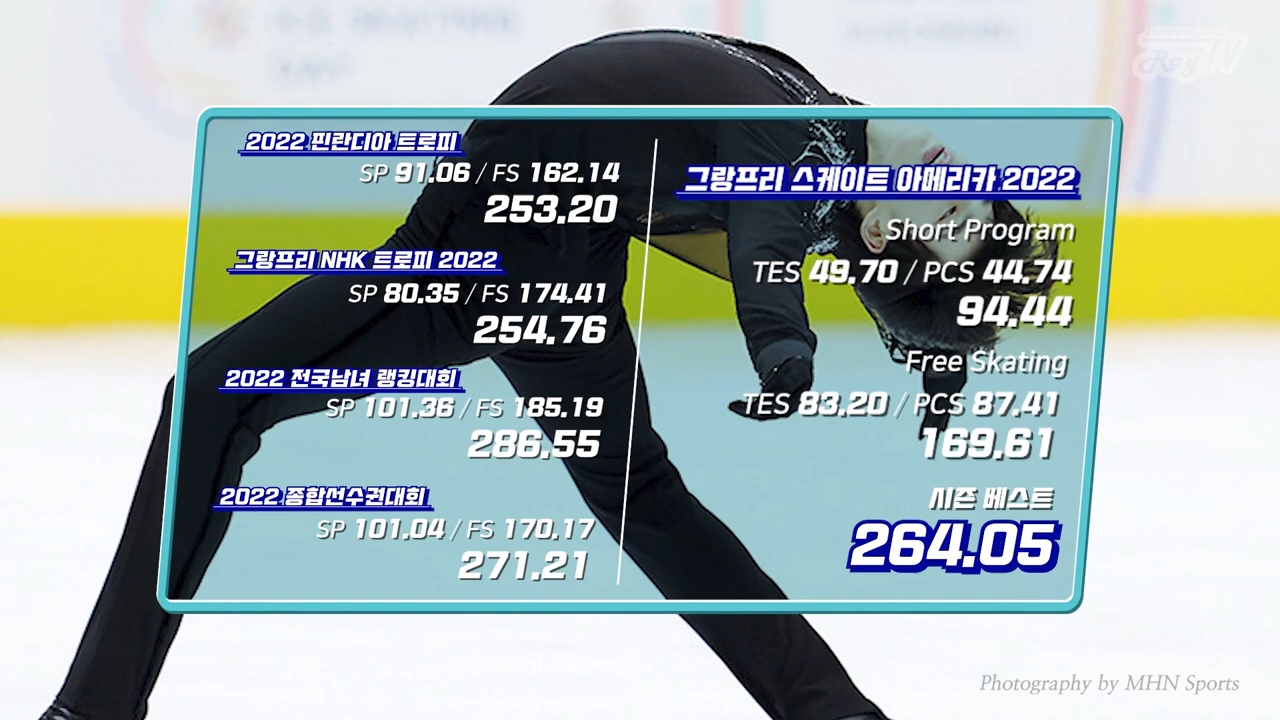 RayTV
2022 핀란디아 트로피
SP 91.06 / FS 162.14
253.20
그랑프리 NHK 트로피 2022
SP 80.35 / FS 174.41
254.76
2022 전국남녀 랭킹대회
SP 101.36 / FS 185.19
286.55
2022 종합선수권대회
SP 101.04 / FS 170.17
271.21
그랑프리 스케이트 아메리카 2022
Short Program
TES 49.70 / PCS 44.74
94.44
Free Skating
TES 83.20 / PCS 87.41
169.61
시즌 베스트
264.05
Photography by MHN Sports